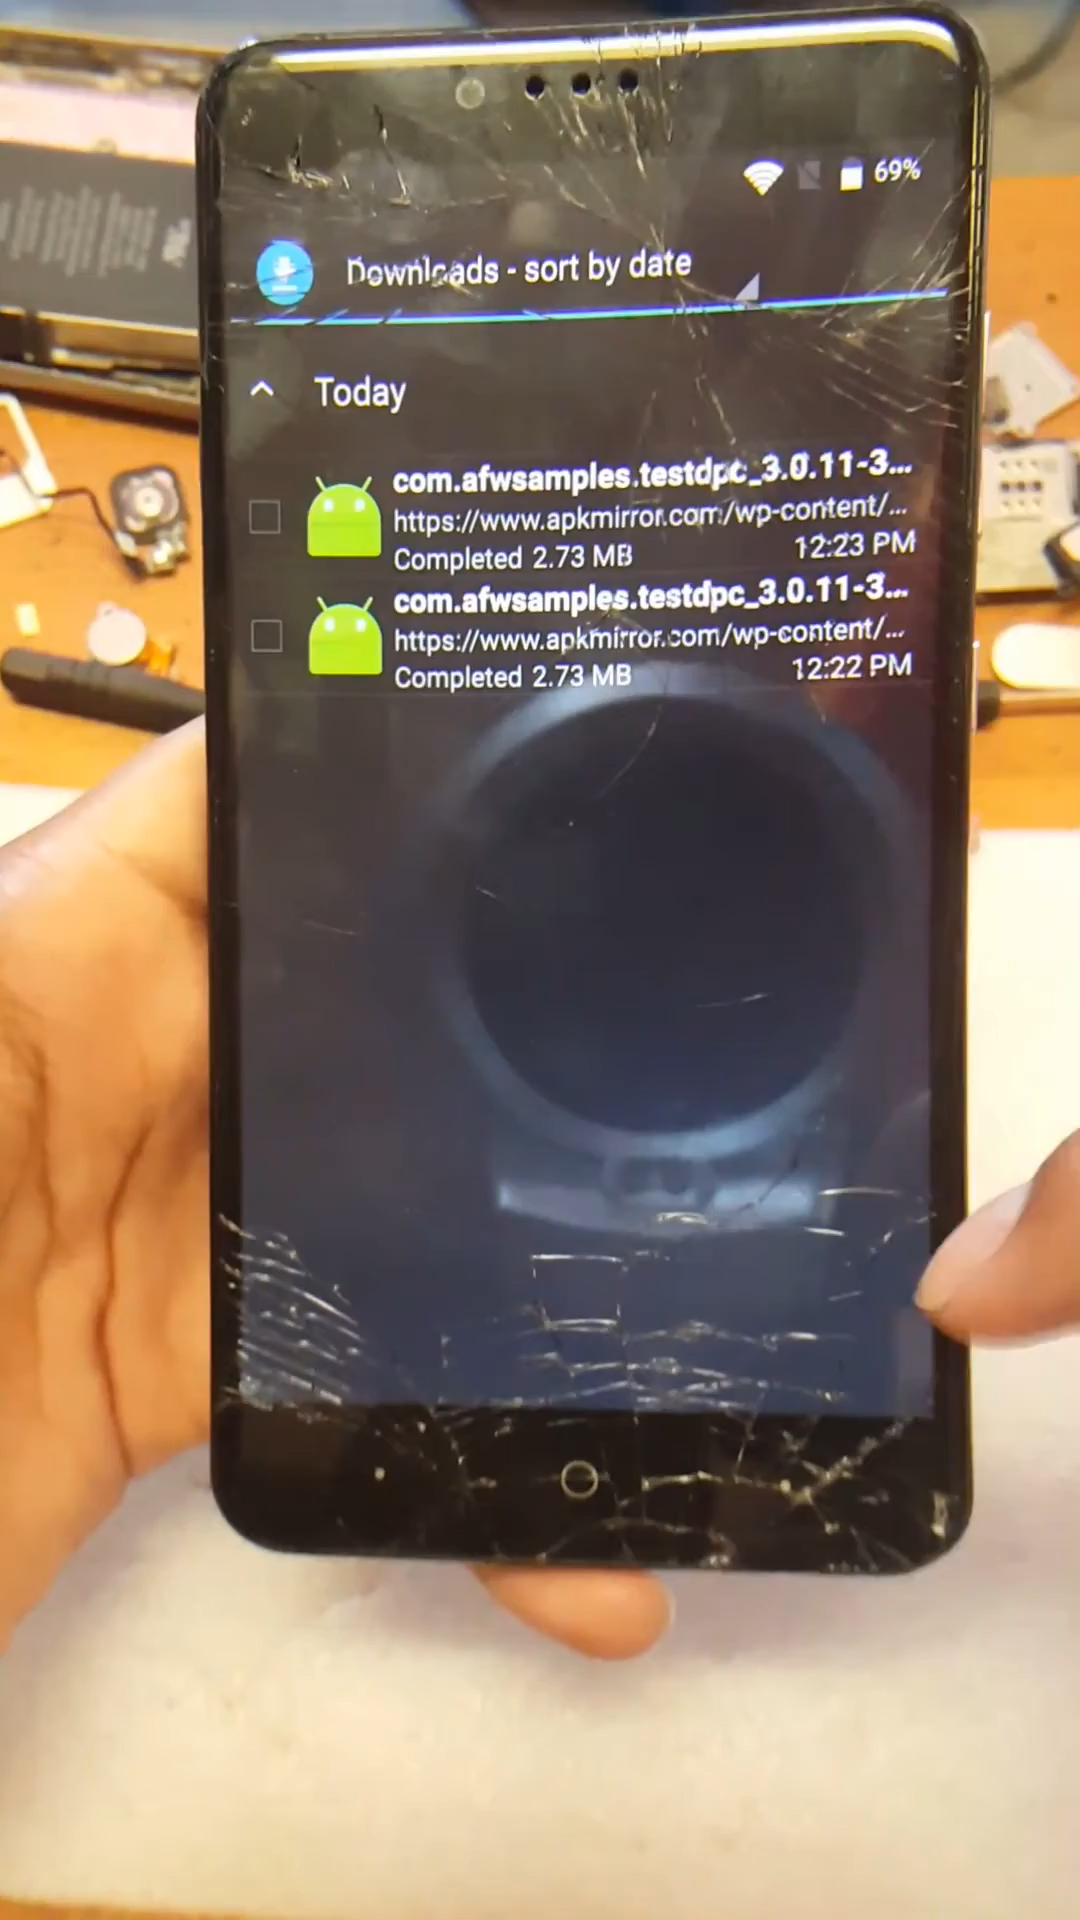 69%
Downloads - sort by date
Today
com.afwsamples.testdpc_3.0.11-3...
https://www.apkmirror.com/wp-content/...
Completed 2.73 MB 12:23 PM
com.afwsamples.testdpc_3.0.11-3...
https://www.apkmirror.com/wp-content/...
Completed 2.73 MB 12:22 PM